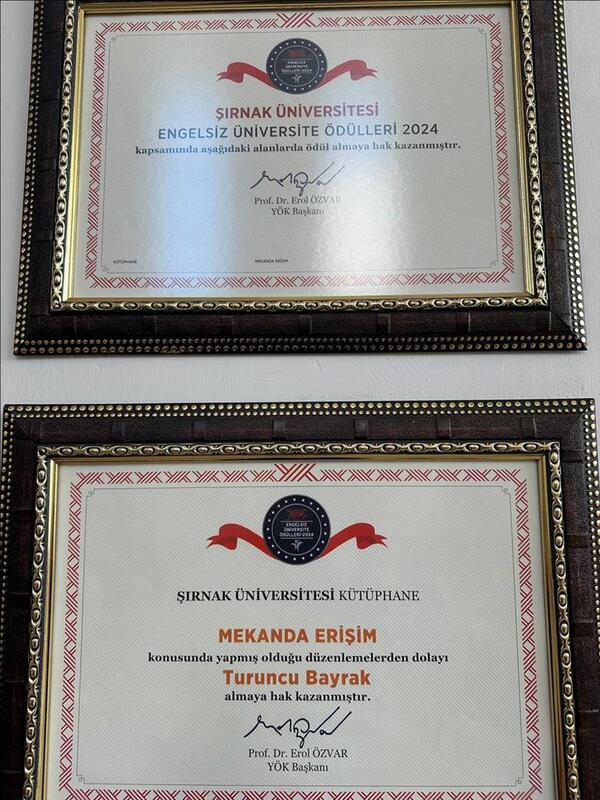 ENGELSİZ
ÜNİVERSİTE
ÖDÜLLERİ-2024
ŞIRNAK ÜNİVERSİTESİ
ENGELSİZ ÜNİVERSİTE ÖDÜLLERİ 2024
kapsamında aşağıdaki alanlarda ödül almaya hak kazanmıştır.
Prof. Dr. Erol ÖZVAR
YÖK Başkanı
KÜTÜPHANE MEKANDA ERİŞİM
ENGELSİZ
ÜNİVERSİTE
ÖDÜLLERİ-2024
ŞIRNAK ÜNİVERSİTESİ KÜTÜPHANE
MEKANDA ERİŞİM
konusunda yapmış olduğu düzenlemelerden dolayı
Turuncu Bayrak
almaya hak kazanmıştır.
Prof. Dr. Erol ÖZVAR
YÖK Başkanı